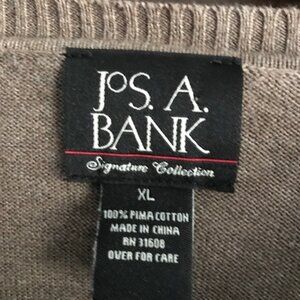 JoS. A.
BANK
Signature Collection
XL
100% PIMA COTTON
MADE IN CHINA
RN 31608
OVER FOR CARE